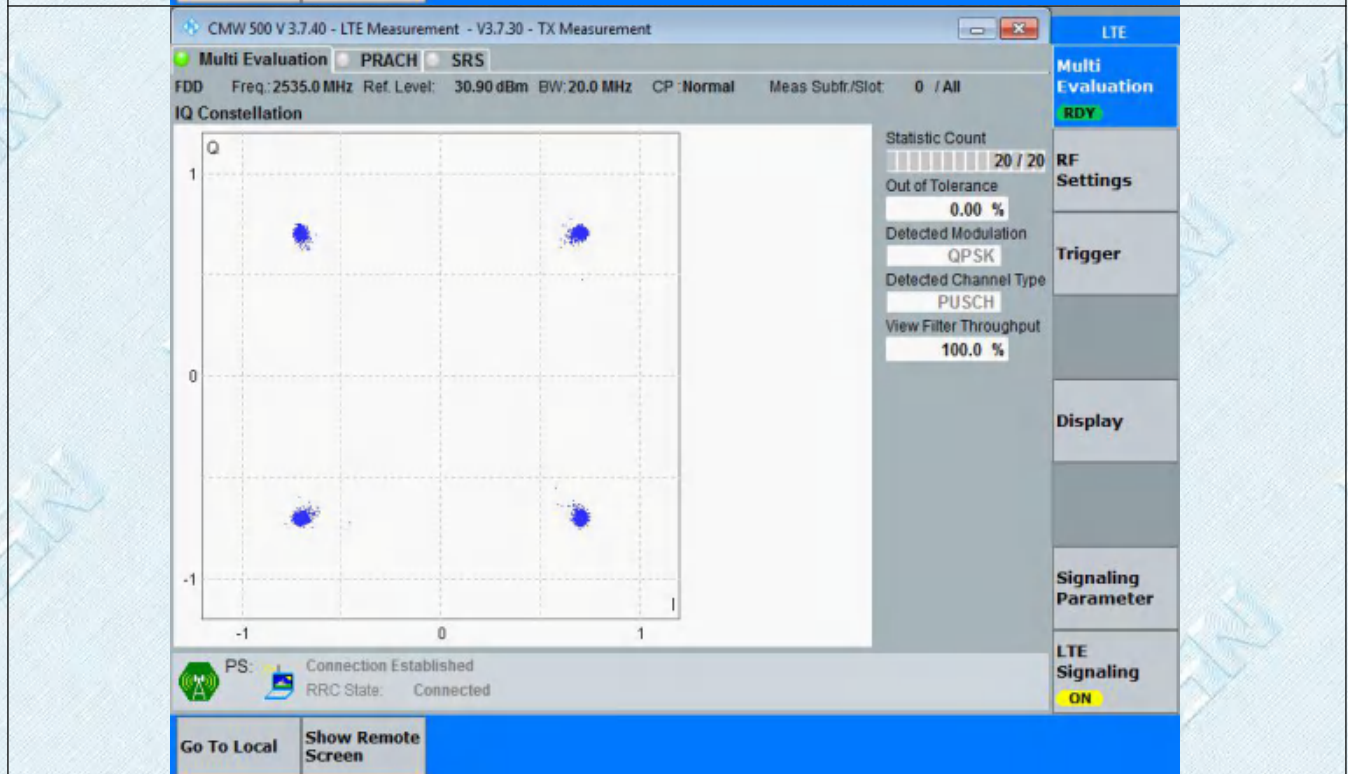 CMW 500 V 3.7.40 - LTE Measurement - V3.7.30 - TX Measurement
LTE
Multi Evaluation PRACH SRS
FDD Freq.: 2535.0 MHz Ref. Level: 30.90 dBm BW: 20.0 MHz CP : Normal Meas Subfr./Slot: 0 / All
IQ Constellation
Q
1
0
-1
-1 0 1
I
Statistic Count
20 / 20
Out of Tolerance
0.00 %
Detected Modulation
QPSK
Detected Channel Type
PUSCH
View Filter Throughput
100.0 %
Multi
Evaluation
RDY
RF
Settings
Trigger
Display
Signaling
Parameter
LTE
Signaling
ON
PS: Connection Established
RRC State: Connected
Go To Local
Show Remote
Screen